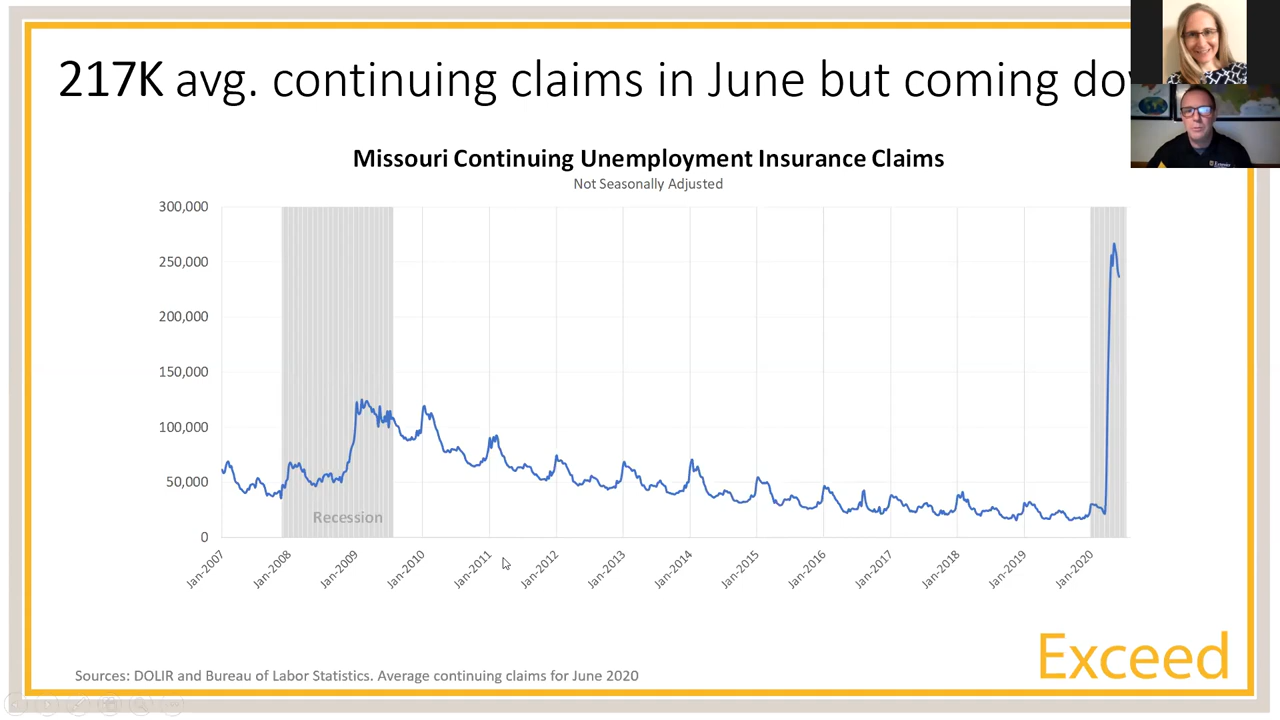 217K avg. continuing claims in June but coming do
Missouri Continuing Unemployment Insurance Claims
Not Seasonally Adjusted
300,000
250,000
200,000
150,000
100,000
50,000
0
Recession
Jan-2007
Jan-2008
Jan-2009
Jan-2010
Jan-2011
Jan-2012
Jan-2013
Jan-2014
Jan-2015
Jan-2016
Jan-2017
Jan-2018
Jan-2019
Jan-2020
Exceed
Sources: DOLIR and Bureau of Labor Statistics. Average continuing claims for June 2020